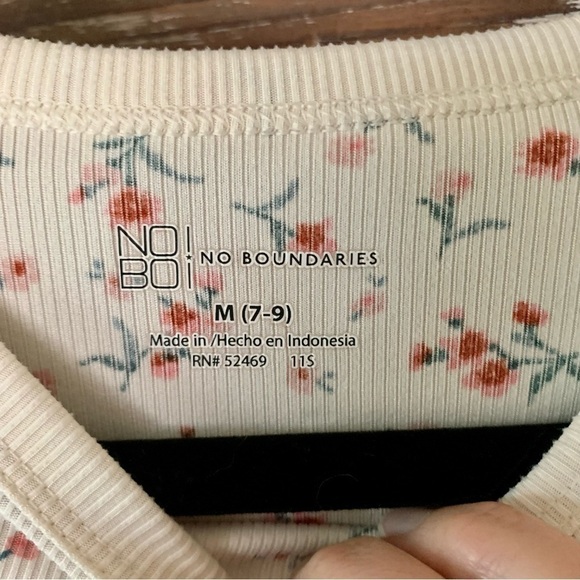 NO!
BO! NO BOUNDARIES
M (7-9)
Made in /Hecho en Indonesia
RN# 52469 11S